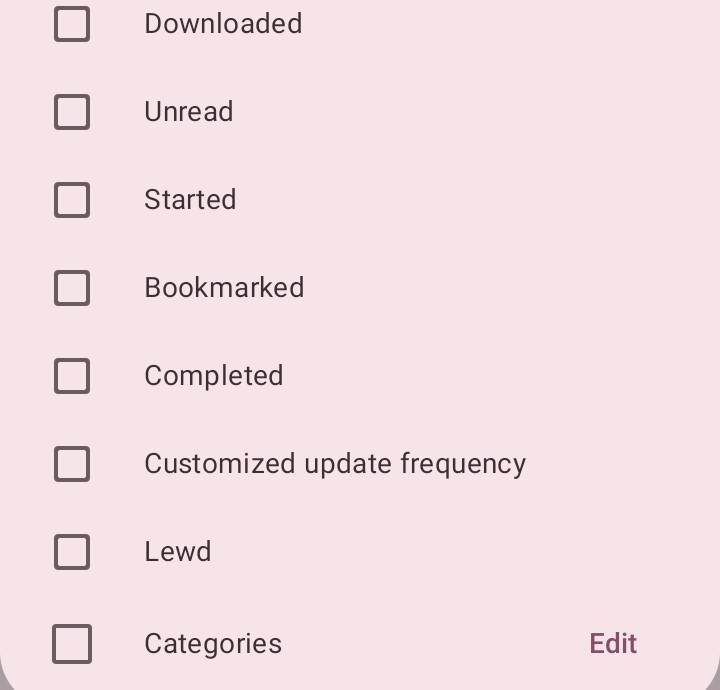 Downloaded
Unread
Started
Bookmarked
Completed
Customized update frequency
Lewd
Categories Edit